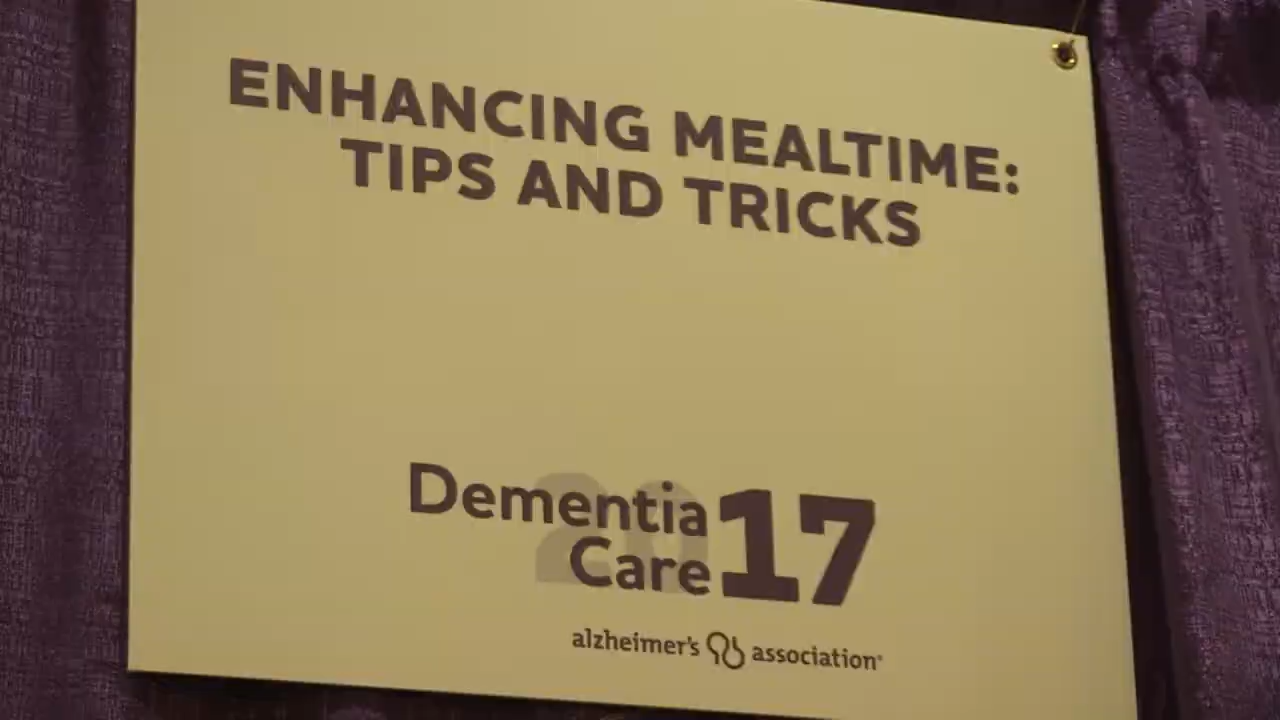 ENHANCING MEALTIME:
TIPS AND TRICKS
Dementia
Care
2017
alzheimer's association®